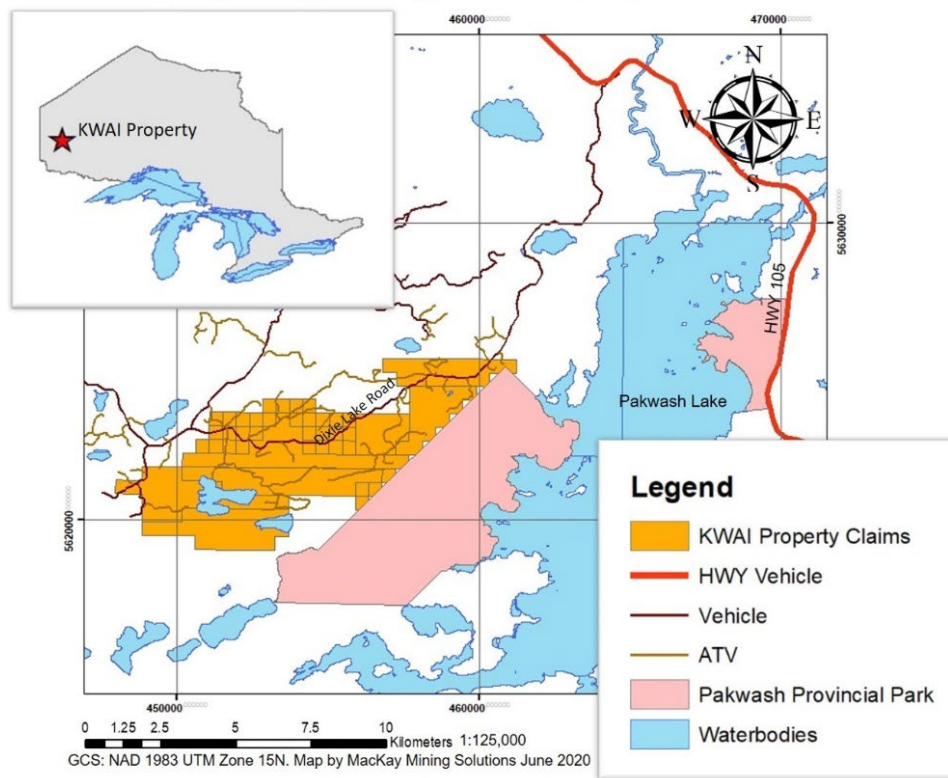 460000
470000
KWAI Property
N
W
E
S
5630000
HWY 105
Dixie Lake Road
Pakwash Lake
5620000
Legend
KWAI Property Claims
HWY Vehicle
Vehicle
ATV
Pakwash Provincial Park
Waterbodies
450000
460000
0 1.25 2.5 5 7.5 10
Kilometers 1:125,000
GCS: NAD 1983 UTM Zone 15N. Map by MacKay Mining Solutions June 2020